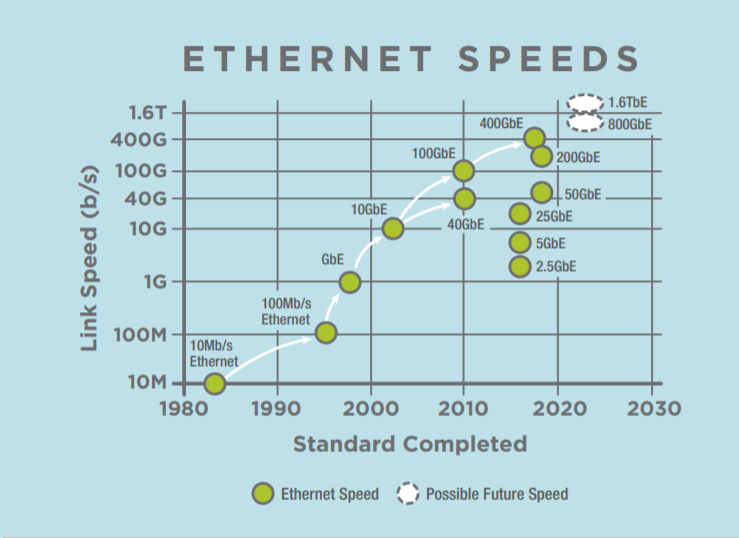 ETHERNET SPEEDS
1.6TbE
1.6T
800GbE
400GbE
400G
100GbE
200GbE
100G
50GbE
40G
10GbE
25GbE
40GbE
10G
5GbE
GbE
2.5GbE
1G
100Mb/s
Ethernet
100M
10Mb/s
Ethernet
10M
Link Speed (b/s)
1980 1990 2000 2010 2020 2030
Standard Completed
Ethernet Speed Possible Future Speed